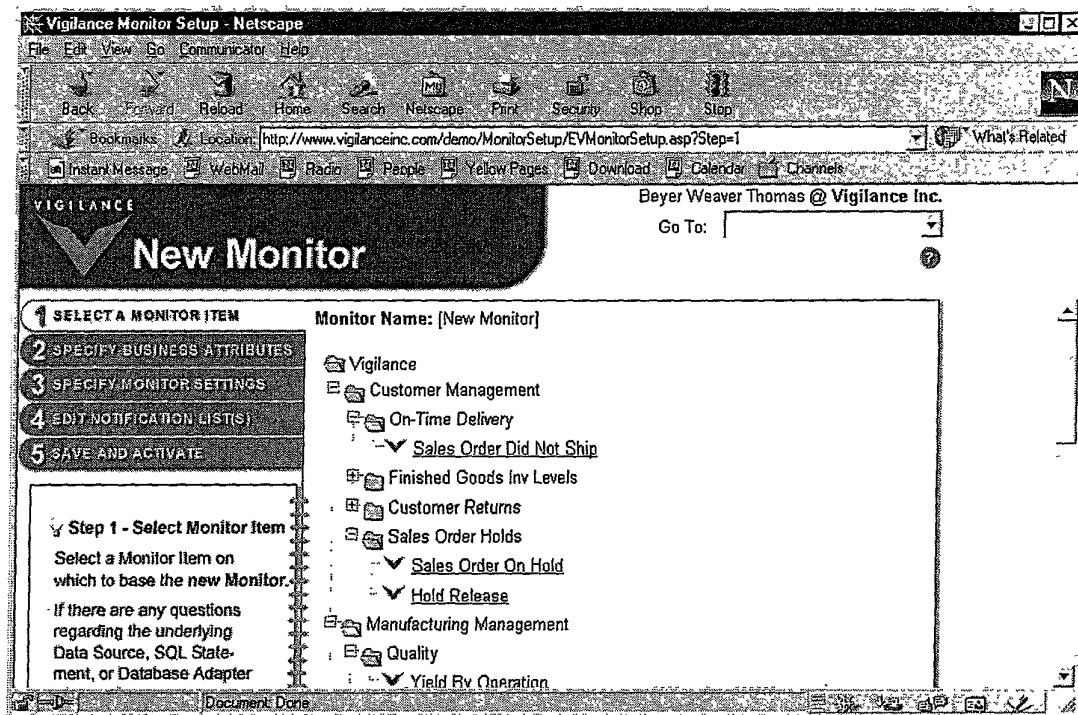 Vigilance Monitor Setup - Netscape
File Edit View Go Communicator Help
Back Forward Reload Home Search Netscape Print Security Shop Stop
N
Bookmarks Location: http://www.vigilanceinc.com/demo/MonitorSetup/EVMonitorSetup.asp?Step=1 What's Related
Instant Message WebMail Radio People Yellow Pages Download Calendar Channels
VIGILANCE
New Monitor
Beyer Weaver Thomas @ Vigilance Inc.
Go To:
?
1 SELECT A MONITOR ITEM
2 SPECIFY BUSINESS ATTRIBUTES
3 SPECIFY MONITOR SETTINGS
4 EDIT NOTIFICATION LIST(S)
5 SAVE AND ACTIVATE
Step 1 - Select Monitor Item
Select a Monitor Item on
which to base the new Monitor.
If there are any questions
regarding the underlying
Data Source, SQL State-
ment, or Database Adapter
Monitor Name: [New Monitor]
Vigilance
Customer Management
On-Time Delivery
Sales Order Did Not Ship
Finished Goods Inv Levels
Customer Returns
Sales Order Holds
Sales Order On Hold
Hold Release
Manufacturing Management
Quality
Yield By Operation
Document: Done